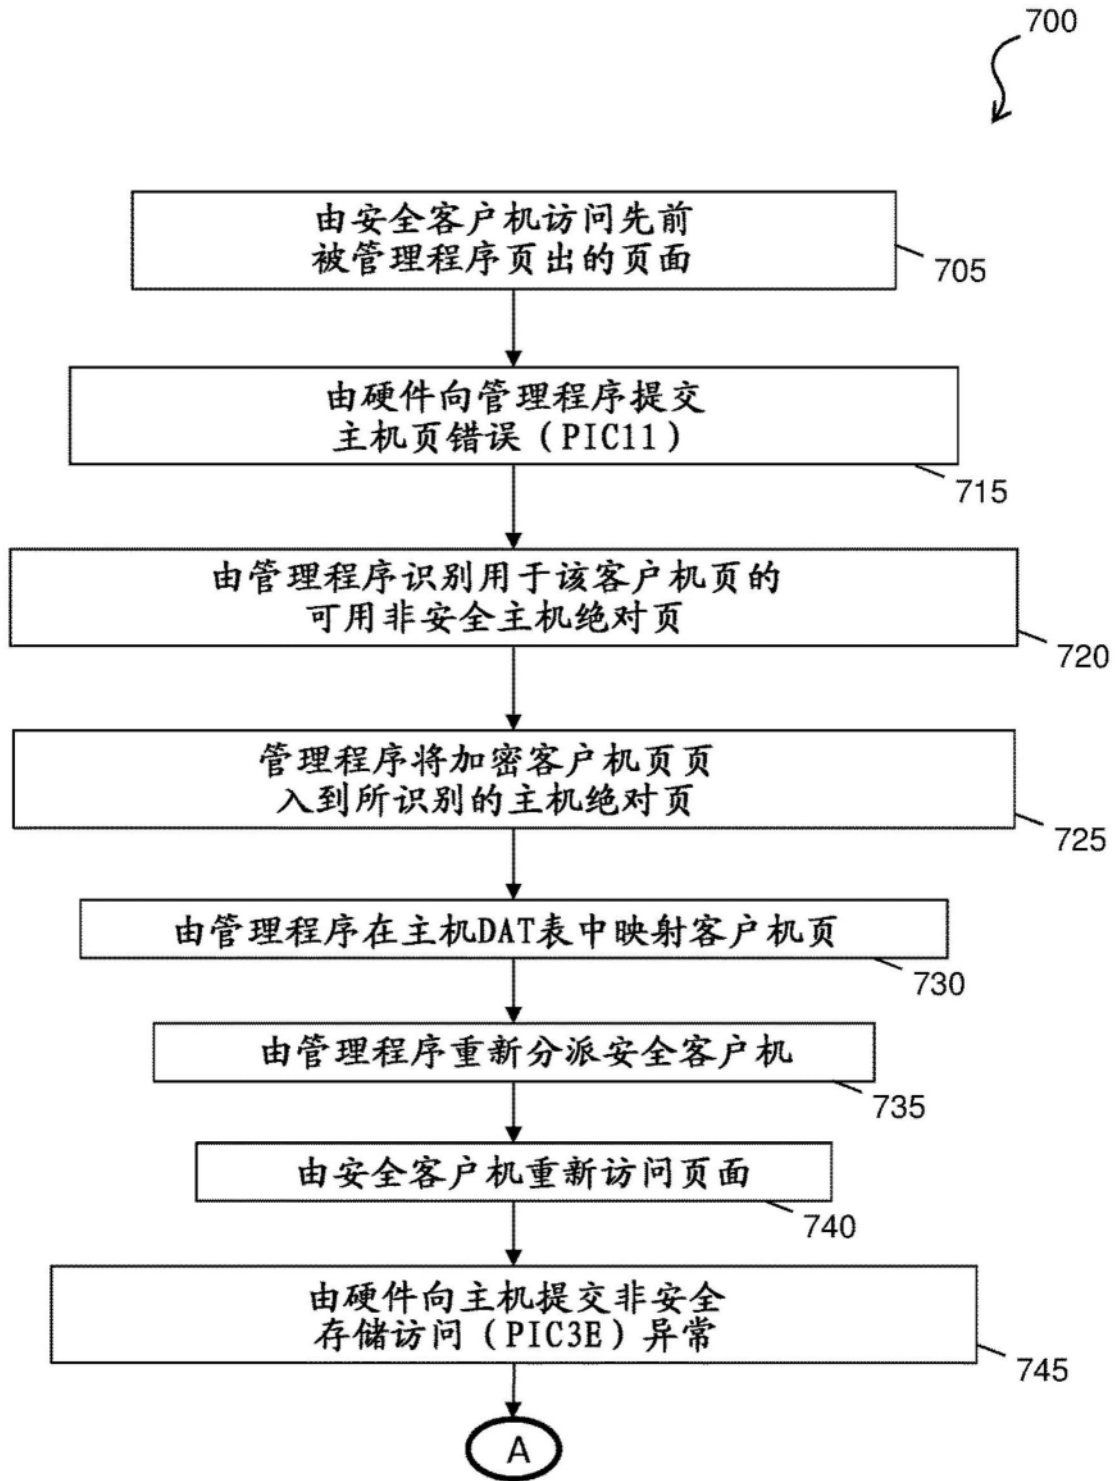 700
由安全客户机访问先前
被管理程序页出的页面
705
由硬件向管理程序提交
主机页错误（PIC11）
715
由管理程序识别用于该客户机页的
可用非安全主机绝对页
720
管理程序将加密客户机页页
入到所识别的主机绝对页
725
由管理程序在主机DAT表中映射客户机页
730
由管理程序重新分派安全客户机
735
由安全客户机重新访问页面
740
由硬件向主机提交非安全
存储访问（PIC3E）异常
745
A